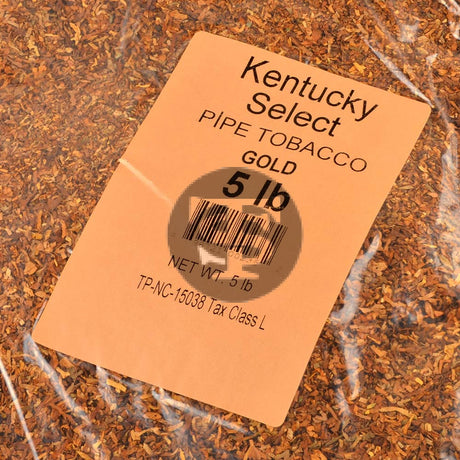 Kentucky
Select
PIPE TOBACCO
GOLD
5 lb
NET WT. 5 lb
TP-NC-15038 Tax Class L